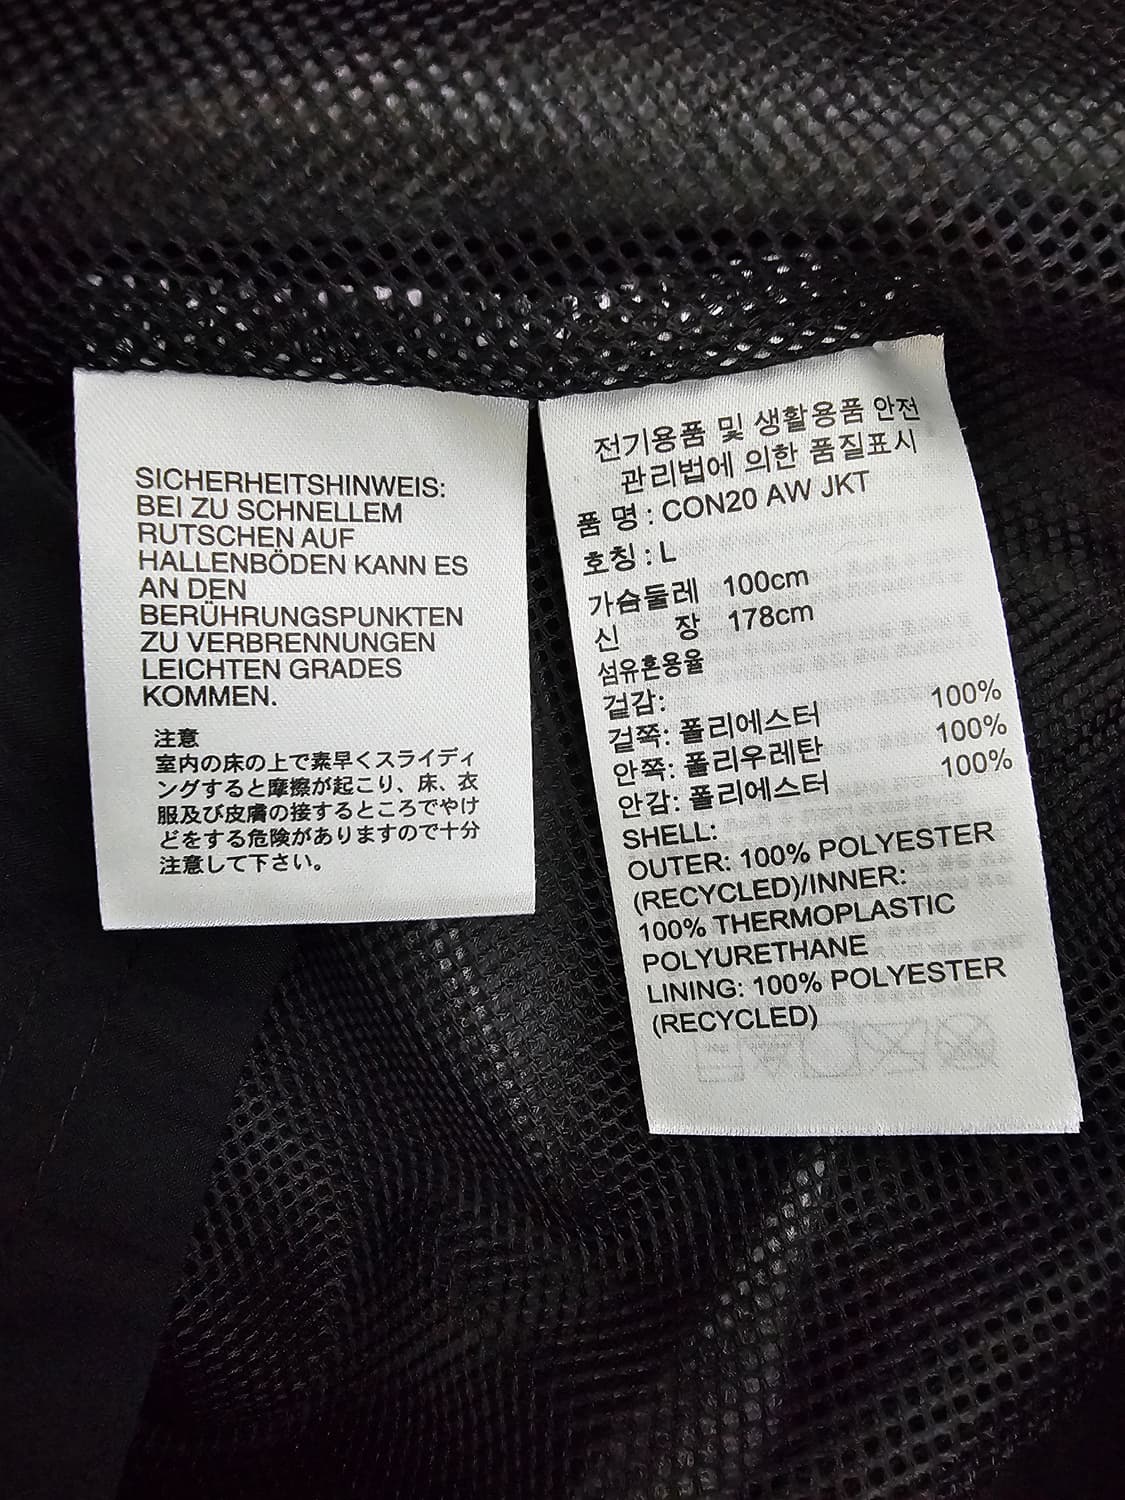 SICHERHEITSHINWEIS:
BEI ZU SCHNELLEM
RUTSCHEN AUF
HALLENBÖDEN KANN ES
AN DEN
BERÜHRUNGSPUNKTEN
ZU VERBRENNUNGEN
LEICHTEN GRADES
KOMMEN.
注意
室内の床の上で素早くスライディ
ングすると摩擦が起こり、床、衣
服及び皮膚の接するところでやけ
どをする危険がありますので十分
注意して下さい。
전기용품 및 생활용품 안전
관리법에 의한 품질표시
품 명 : CON20 AW JKT
호칭 : L
가슴둘레 100cm
신 장 178cm
섬유혼용율
겉감:
겉쪽: 폴리에스터 100%
안쪽: 폴리우레탄 100%
안감: 폴리에스터 100%
SHELL:
OUTER: 100% POLYESTER
(RECYCLED)/INNER:
100% THERMOPLASTIC
POLYURETHANE
LINING: 100% POLYESTER
(RECYCLED)